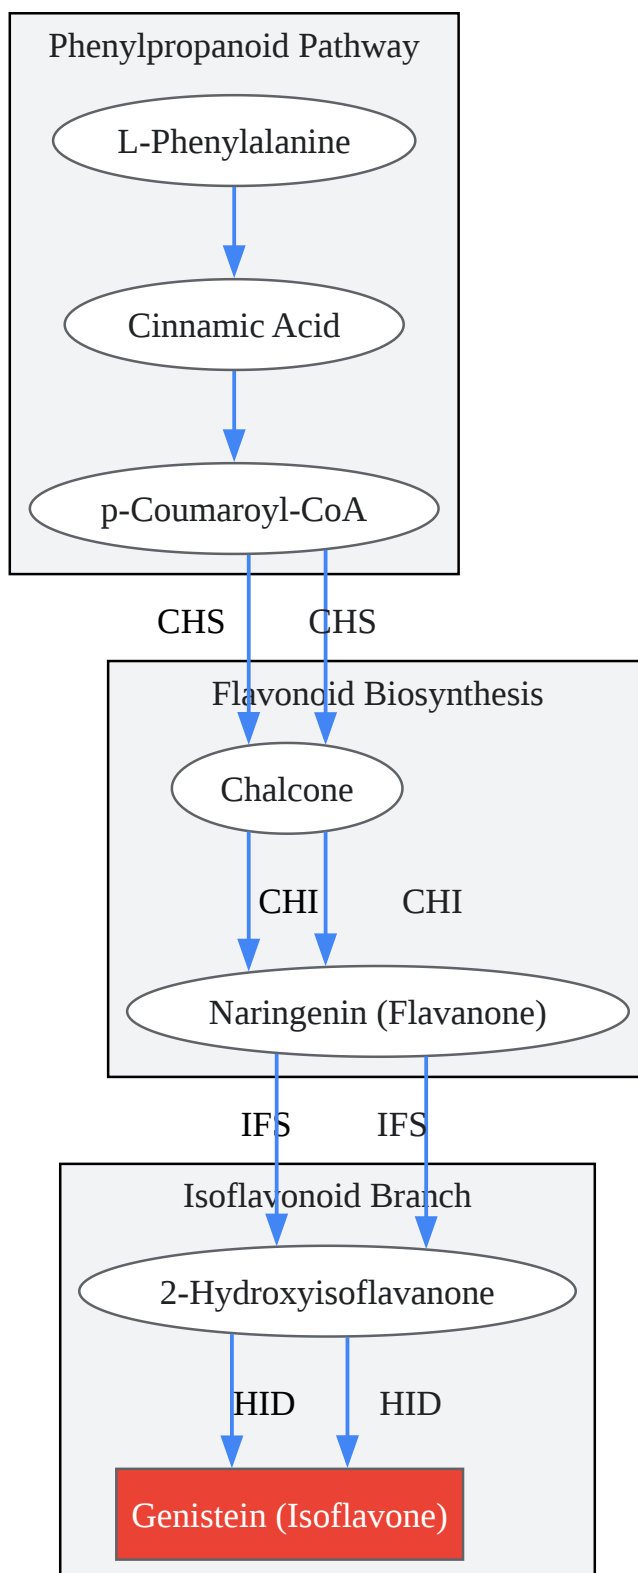 Phenylpropanoid Pathway
L-Phenylalanine
Cinnamic Acid
p-Coumaroyl-CoA
CHS CHS
Flavonoid Biosynthesis
Chalcone
CHI CHI
Naringenin (Flavanone)
IFS IFS
Isoflavonoid Branch
2-Hydroxyisoflavanone
HID HID
Genistein (Isoflavone)